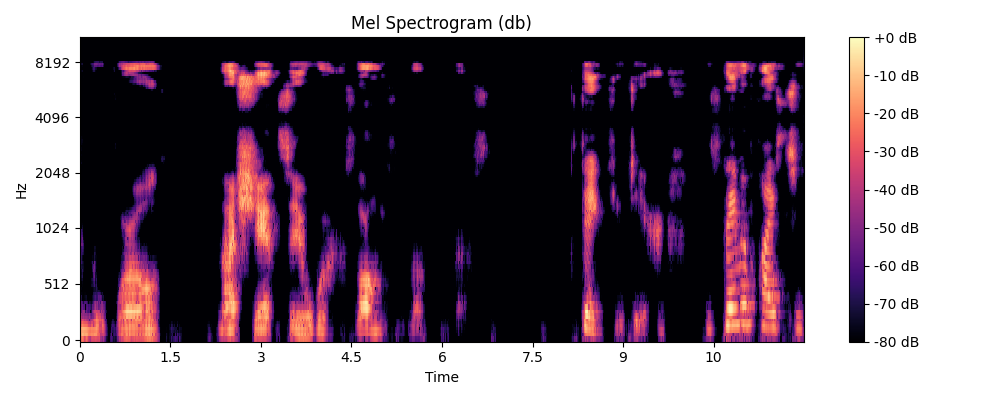 Mel Spectrogram (db)
8192
4096
2048
1024
512
0
Hz
0 1.5 3 4.5 6 7.5 9 10
Time
+0 dB
-10 dB
-20 dB
-30 dB
-40 dB
-50 dB
-60 dB
-70 dB
-80 dB